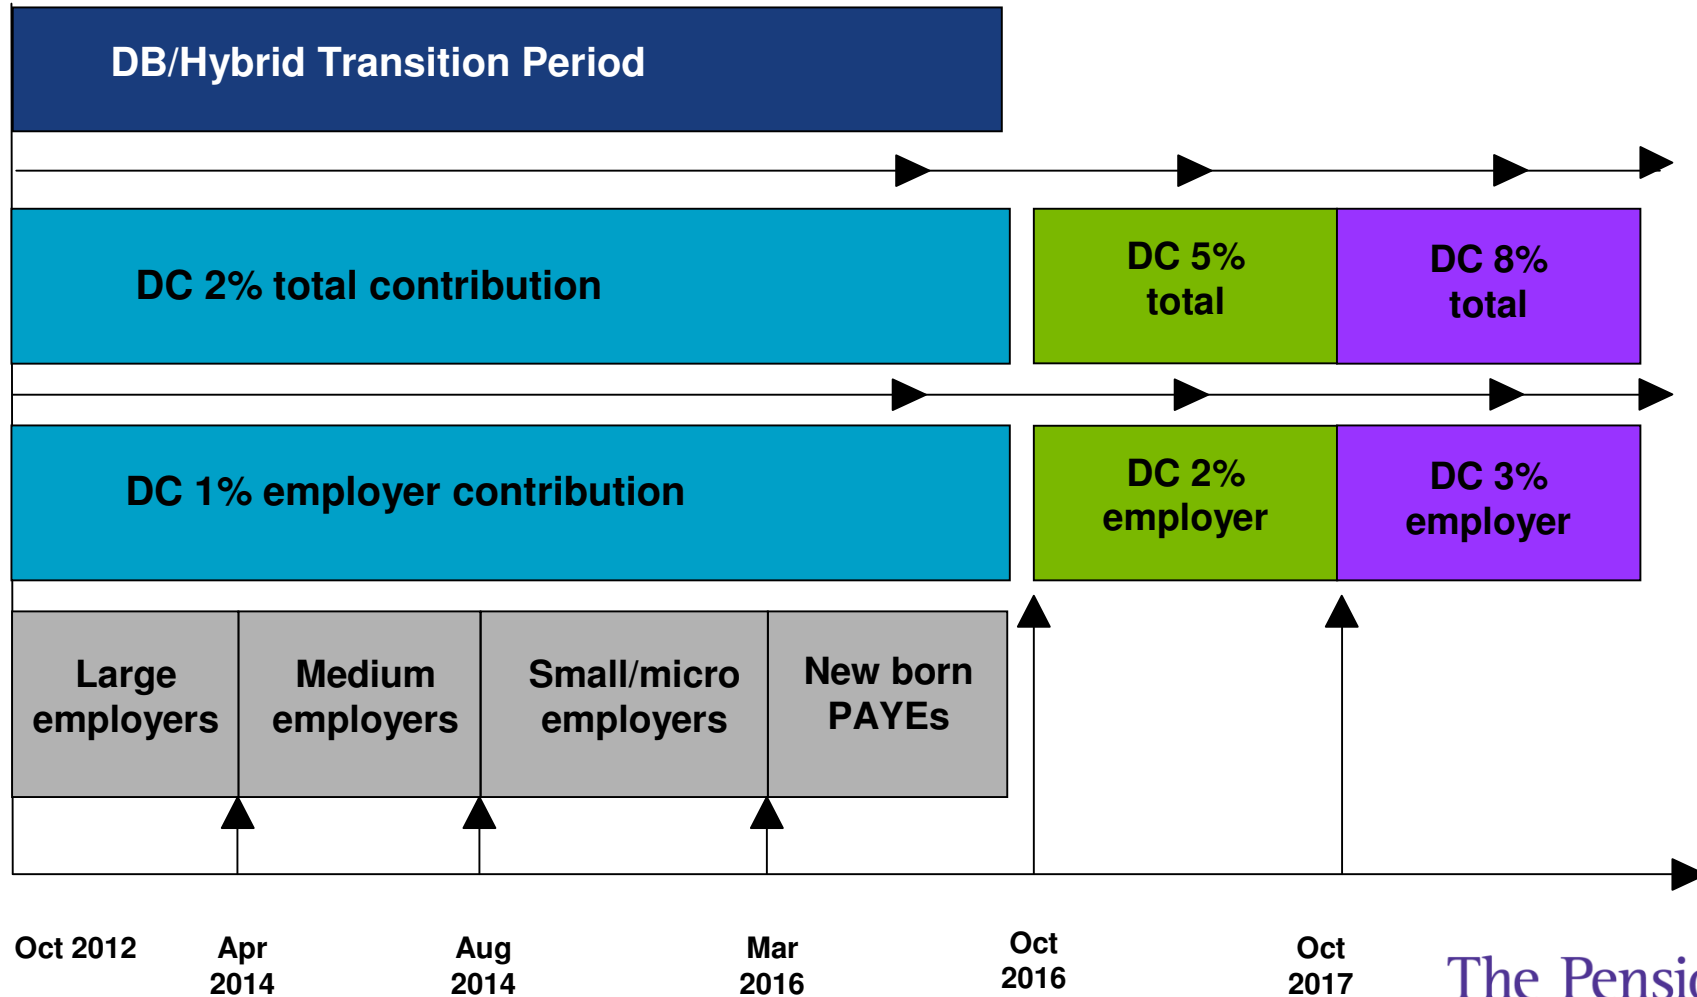 DB/Hybrid Transition Period
DC 2% total contribution
DC 5%
total
DC 8%
total
DC 1% employer contribution
DC 2%
employer
DC 3%
employer
Large
employers
Medium
employers
Small/micro
employers
New born
PAYEs
Oct 2012
Apr
2014
Aug
2014
Mar
2016
Oct
2016
Oct
2017
The